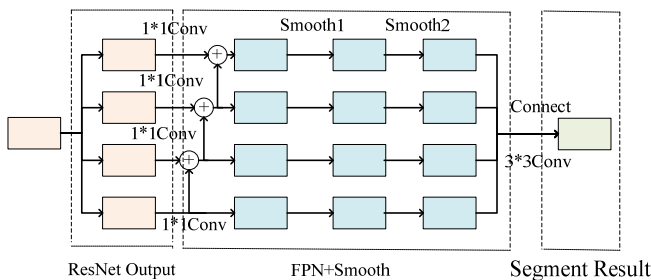 1*1Conv
Smooth1
Smooth2
1*1Conv
1*1Conv
Connect
3*3Conv
1*1Conv
ResNet Output
FPN+Smooth
Segment Result